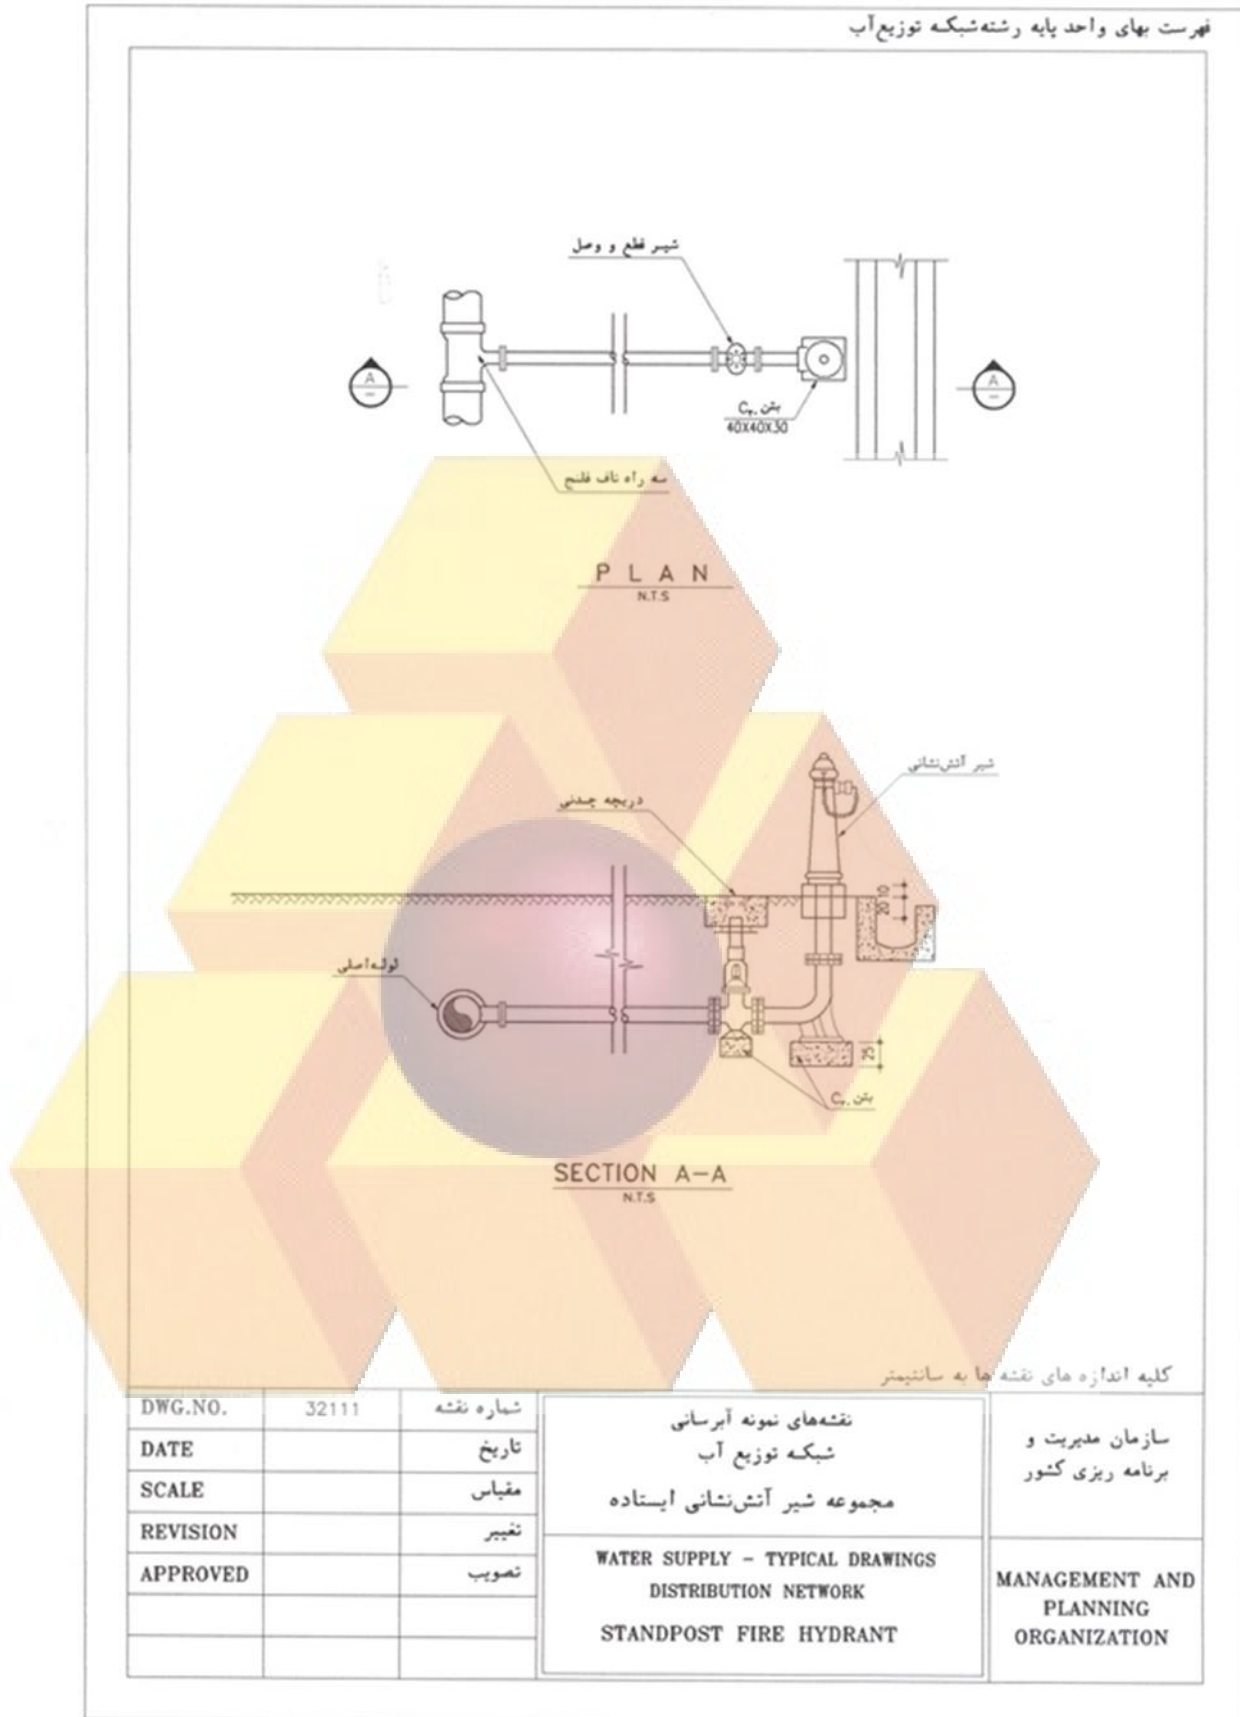 فهرست بهای واحد پایه رشته شبکه توزیع آب
شیر قطع و وصل
A
A
بتن C۲۰
40X40X30
سه راه ناف فلنج
PLAN
N.T.S
شیر آتش‌نشانی
دریچه چدنی
20 10
لوله اصلی
25
بتن C۲۰
SECTION A-A
N.T.S
کلیه اندازه های نقشه ها به سانتیمتر
DWG.NO. 32111 شماره نقشه
DATE تاریخ
SCALE مقیاس
REVISION تغییر
APPROVED تصویب
نقشه‌های نمونه آبرسانی
شبکه توزیع آب
مجموعه شیر آتش‌نشانی ایستاده
WATER SUPPLY - TYPICAL DRAWINGS
DISTRIBUTION NETWORK
STANDPOST FIRE HYDRANT
سازمان مدیریت و
برنامه ریزی کشور
MANAGEMENT AND
PLANNING
ORGANIZATION